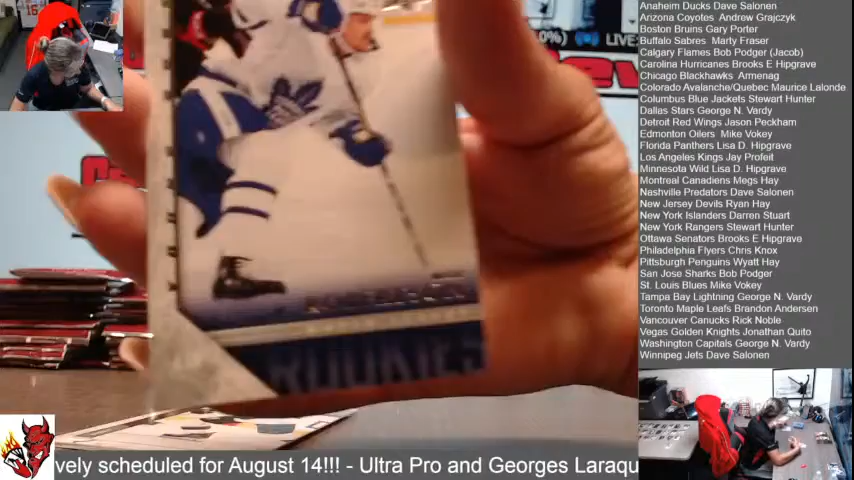 Anaheim Ducks Dave Salonen
Arizona Coyotes Andrew Grajczyk
Boston Bruins Gary Porter
Buffalo Sabres Marty Fraser
Calgary Flames Bob Podger (Jacob)
Carolina Hurricanes Brooks E Hipgrave
Chicago Blackhawks Armenag
Colorado Avalanche/Quebec Maurice Lalonde
Columbus Blue Jackets Stewart Hunter
Dallas Stars George N. Vardy
Detroit Red Wings Jason Peckham
Edmonton Oilers Mike Vokey
Florida Panthers Lisa D. Hipgrave
Los Angeles Kings Jay Profeit
Minnesota Wild Lisa D. Hipgrave
Montreal Canadiens Megs Hay
Nashville Predators Dave Salonen
New Jersey Devils Ryan Hay
New York Islanders Darren Stuart
New York Rangers Stewart Hunter
Ottawa Senators Brooks E Hipgrave
Philadelphia Flyers Chris Knox
Pittsburgh Penguins Wyatt Hay
San Jose Sharks Bob Podger
St. Louis Blues Mike Vokey
Tampa Bay Lightning George N. Vardy
Toronto Maple Leafs Brandon Andersen
Vancouver Canucks Rick Noble
Vegas Golden Knights Jonathan Quito
Washington Capitals George N. Vardy
Winnipeg Jets Dave Salonen
LIVE
ROOKIES
vely scheduled for August 14!!! - Ultra Pro and Georges Laraqu